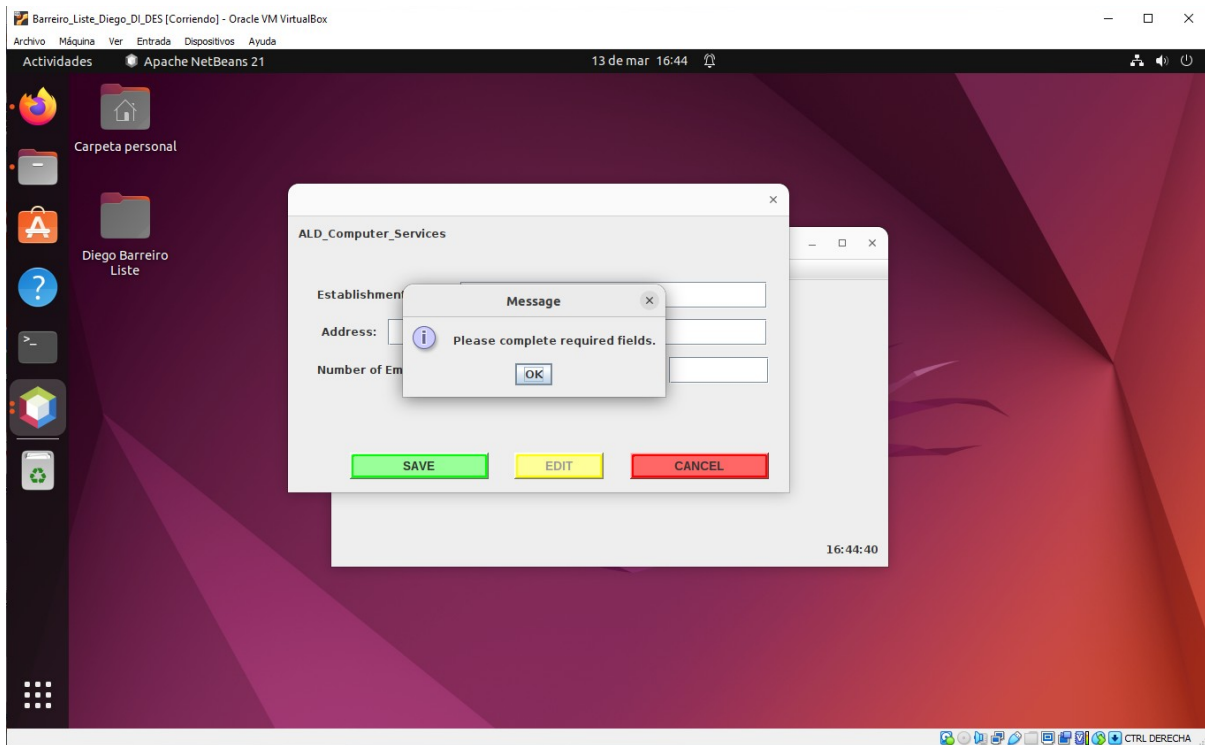 Barreiro_Liste_Diego_DI_DES [Corriendo] - Oracle VM VirtualBox
Archivo Máquina Ver Entrada Dispositivos Ayuda
Actividades Apache NetBeans 21 13 de mar 16:44
Carpeta personal
Diego Barreiro
Liste
ALD_Computer_Services
Establishment
Message
Address:
Please complete required fields.
Number of Em
OK
SAVE EDIT CANCEL
16:44:40
CTRL DERECHA